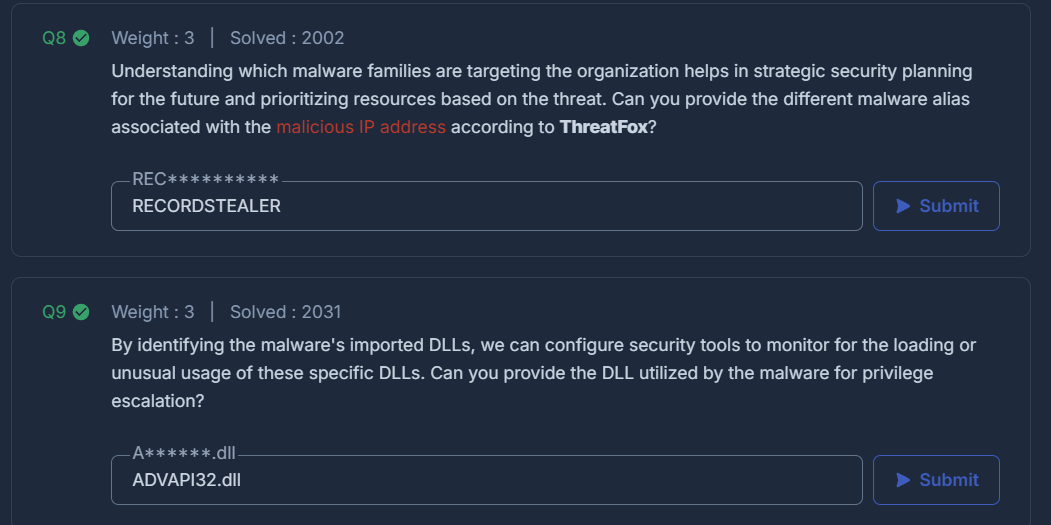 Q8 Weight : 3 | Solved : 2002
Understanding which malware families are targeting the organization helps in strategic security planning
for the future and prioritizing resources based on the threat. Can you provide the different malware alias
associated with the malicious IP address according to ThreatFox?
REC**********
RECORDSTEALER
Submit
Q9 Weight : 3 | Solved : 2031
By identifying the malware's imported DLLs, we can configure security tools to monitor for the loading or
unusual usage of these specific DLLs. Can you provide the DLL utilized by the malware for privilege
escalation?
A******.dll
ADVAPI32.dll
Submit